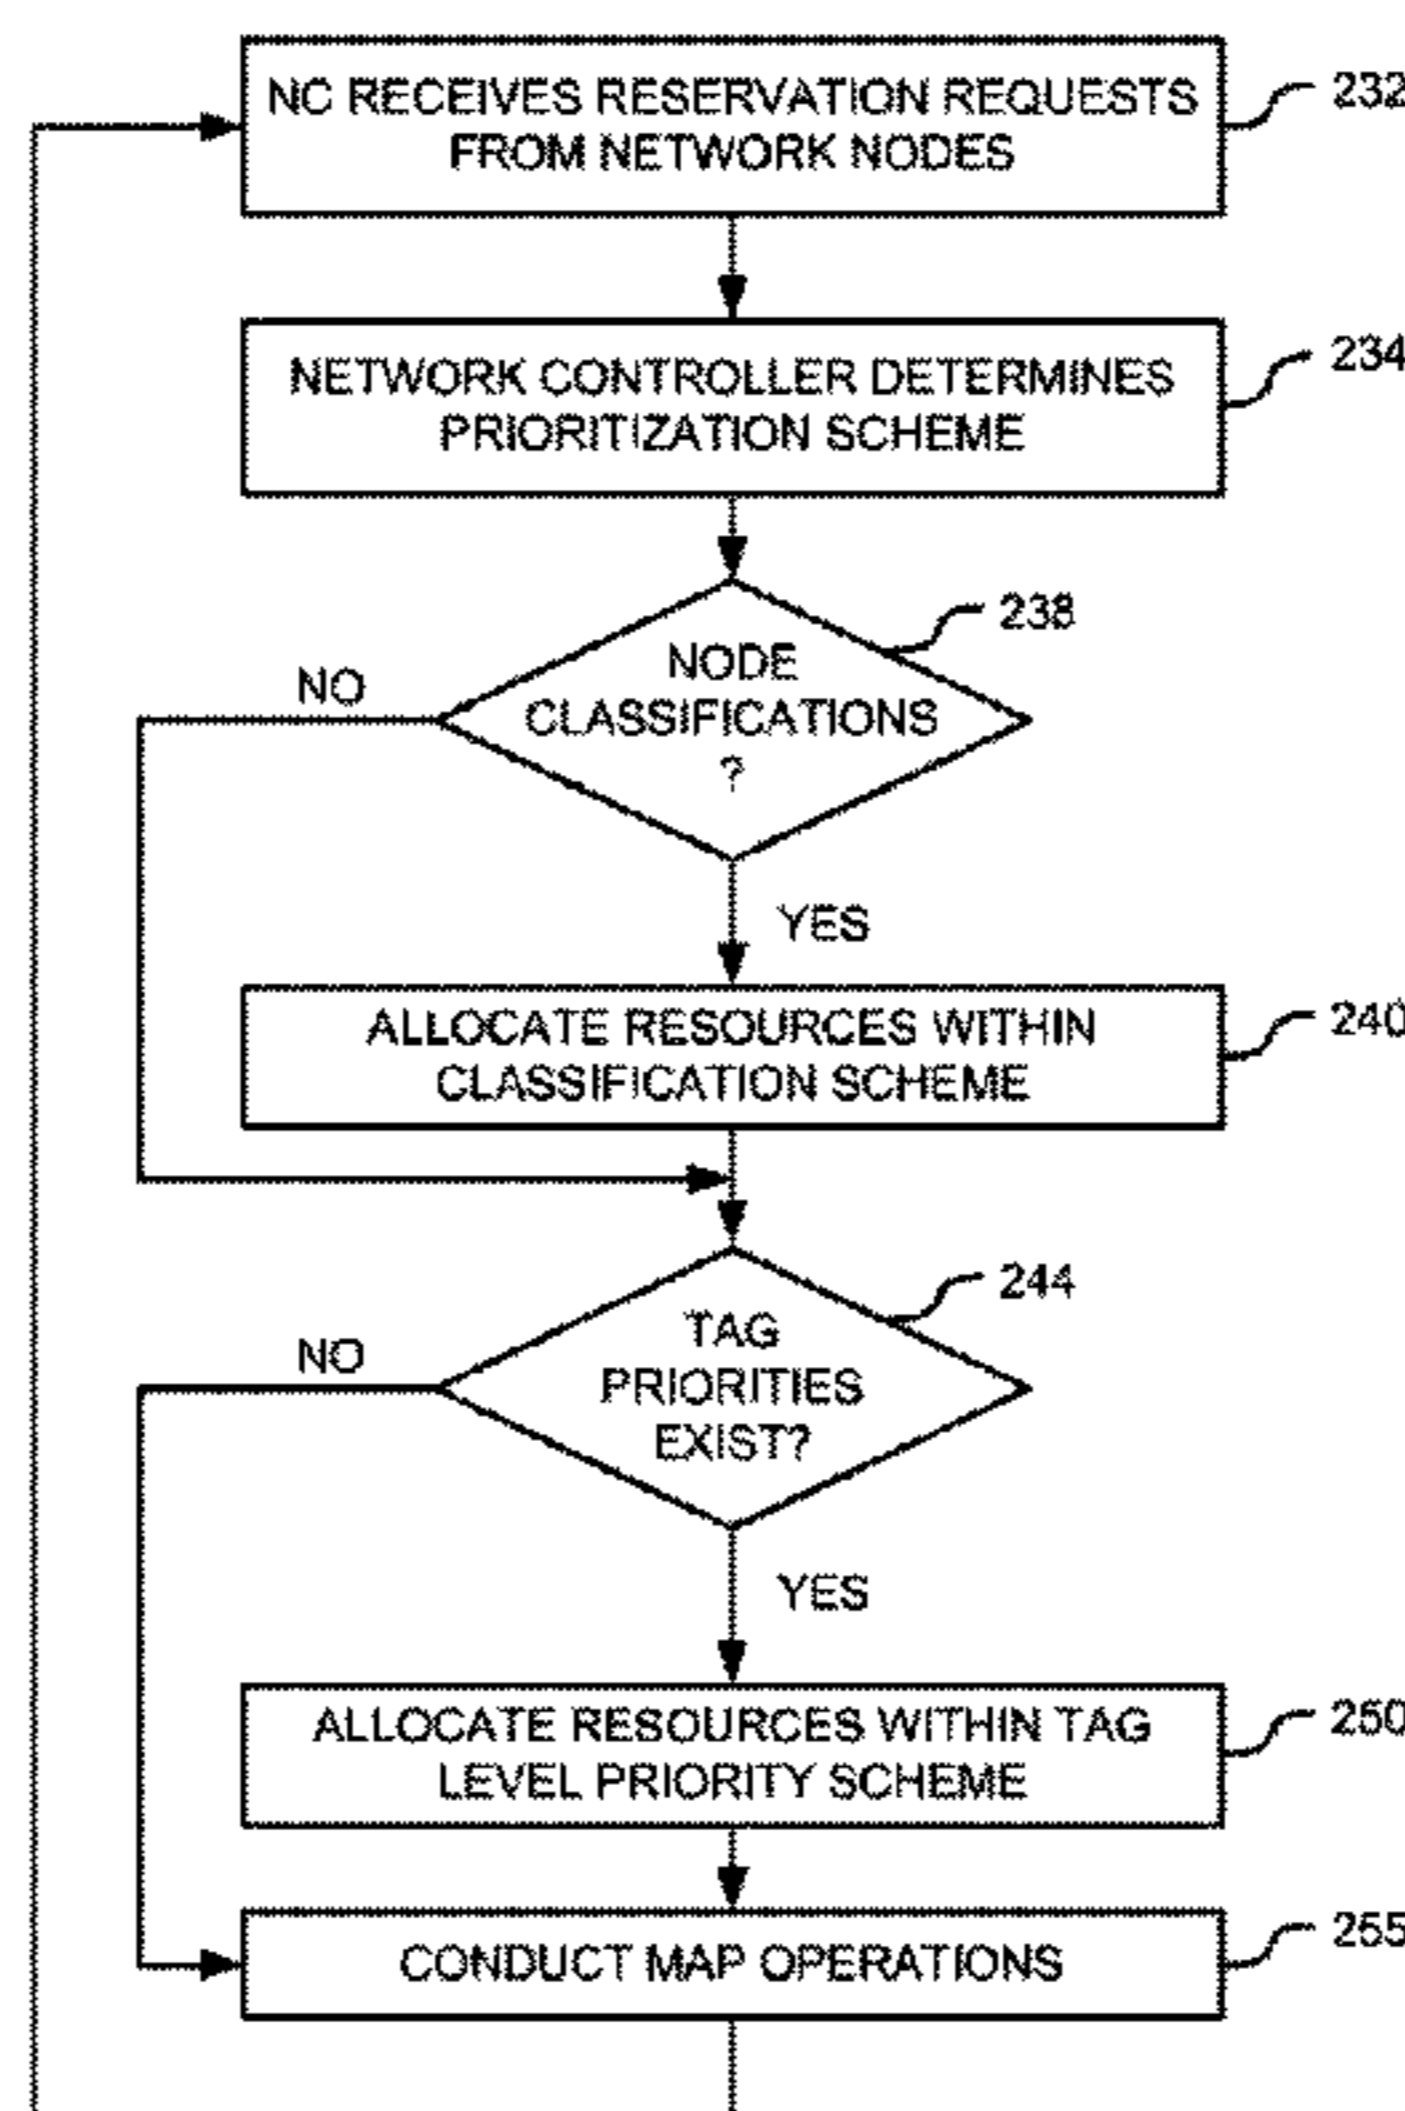 NC RECEIVES RESERVATION REQUESTS
FROM NETWORK NODES
232
NETWORK CONTROLLER DETERMINES
PRIORITIZATION SCHEME
234
238
NODE
CLASSIFICATIONS
?
NO
YES
ALLOCATE RESOURCES WITHIN
CLASSIFICATION SCHEME
240
244
TAG
PRIORITIES
EXIST?
NO
YES
ALLOCATE RESOURCES WITHIN TAG
LEVEL PRIORITY SCHEME
250
CONDUCT MAP OPERATIONS
255